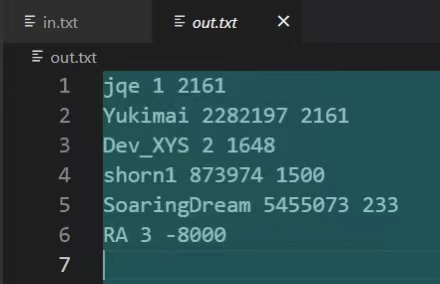 in.txt
out.txt
out.txt
1 jqe 1 2161
2 Yukimai 2282197 2161
3 Dev_XYS 2 1648
4 shorn1 873974 1500
5 SoaringDream 5455073 233
6 RA 3 -8000
7